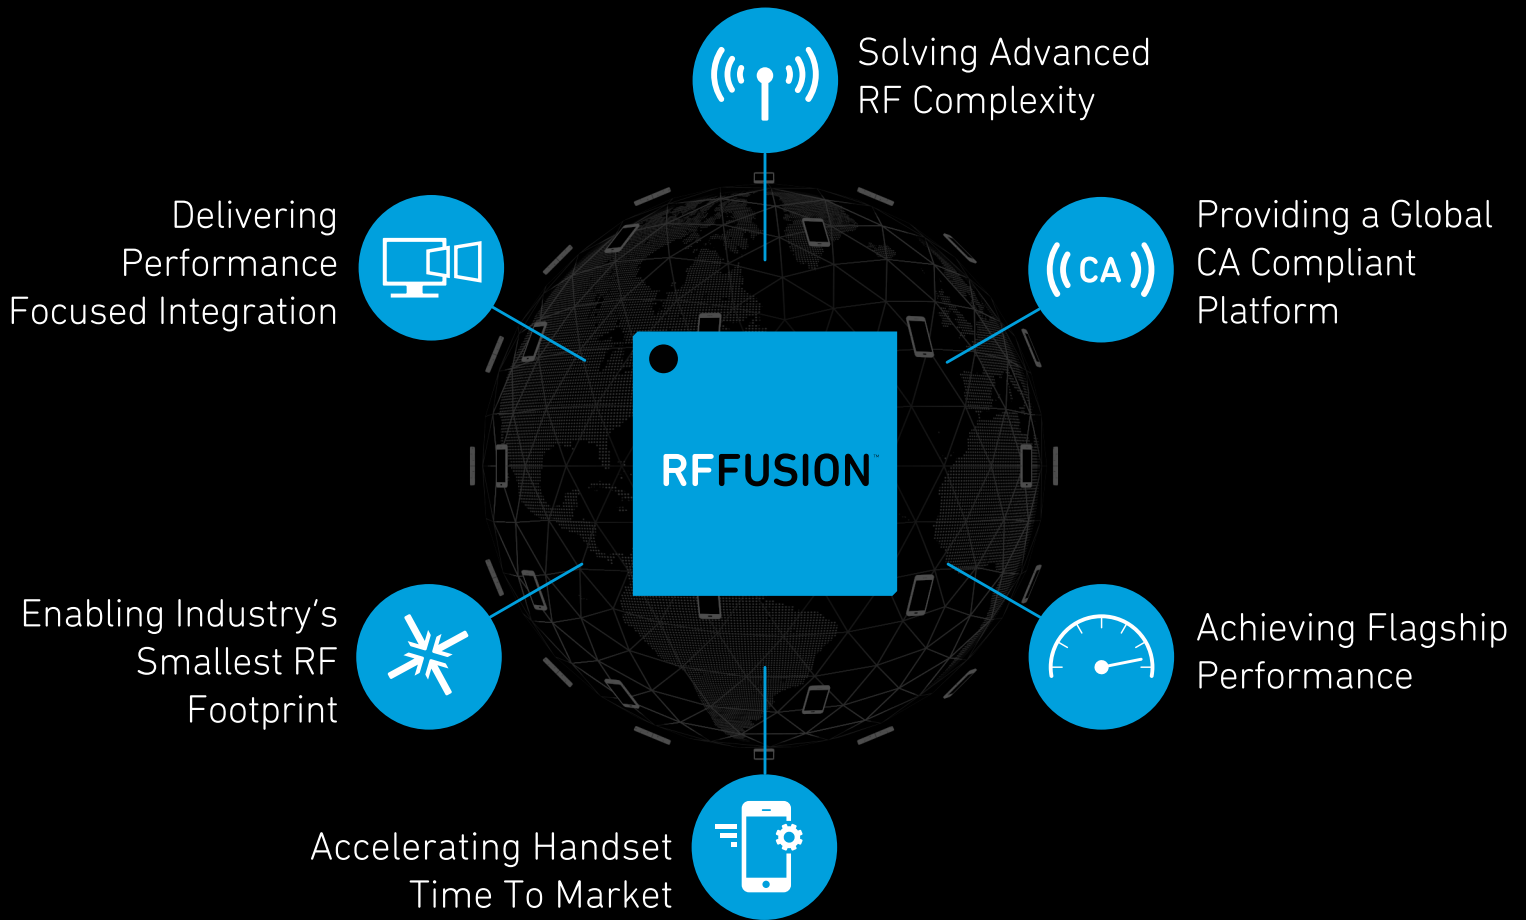 Solving Advanced
RF Complexity
Delivering
Performance
Focused Integration
Providing a Global
CA Compliant
Platform
CA
RFFUSION™
Enabling Industry's
Smallest RF
Footprint
Achieving Flagship
Performance
Accelerating Handset
Time To Market